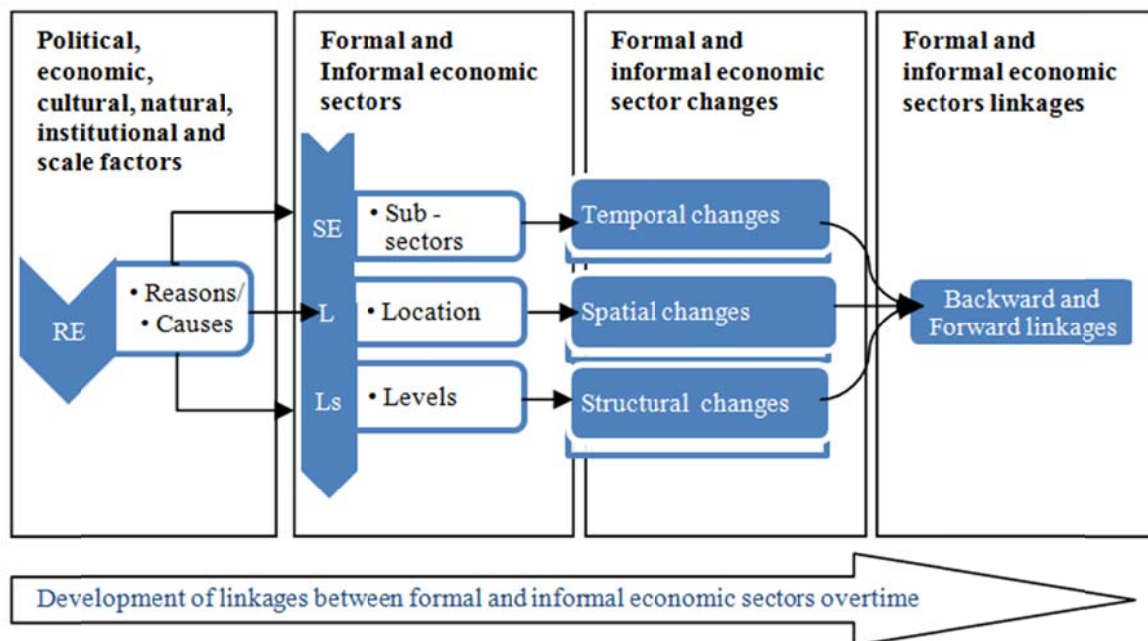 Political,
economic,
cultural, natural,
institutional and
scale factors
RE
• Reasons/
• Causes
Formal and
Informal economic
sectors
SE
• Sub -
sectors
L
• Location
Ls
• Levels
Formal and
informal economic
sector changes
Temporal changes
Spatial changes
Structural changes
Formal and
informal economic
sectors linkages
Backward and
Forward linkages
Development of linkages between formal and informal economic sectors overtime